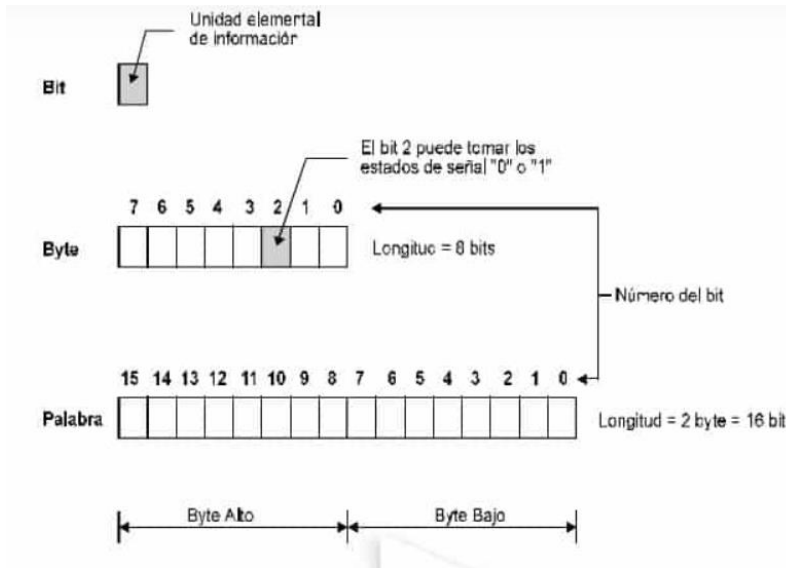 Unidad elemertal
de informaciór
Bit
El bit 2 puede tomar los
estados de señal "0" o "1"
7 6 5 4 3 2 1 0
Byte
Longituc = 8 bits
Número del bit
15 14 13 12 11 10 9 8 7 6 5 4 3 2 1 0
Palabra
Longitud = 2 byte = 16 bit
Byte Alto
Byte Bajo